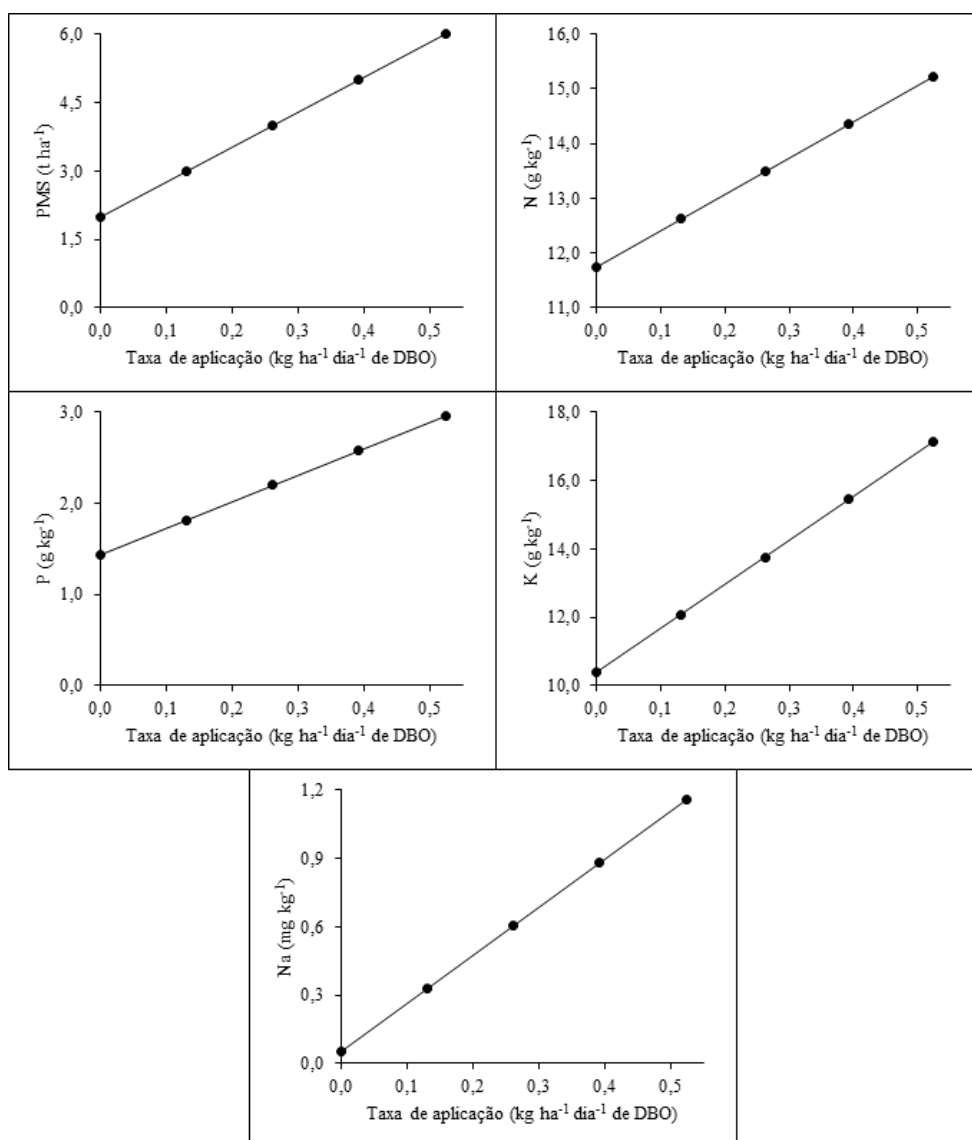 PMS (t ha⁻¹)
6,0
4,5
3,0
1,5
0,0
0,0 0,1 0,2 0,3 0,4 0,5
Taxa de aplicação (kg ha⁻¹ dia⁻¹ de DBO)
N (g kg⁻¹)
16,0
15,0
14,0
13,0
12,0
11,0
0,0 0,1 0,2 0,3 0,4 0,5
Taxa de aplicação (kg ha⁻¹ dia⁻¹ de DBO)
P (g kg⁻¹)
3,0
2,0
1,0
0,0
0,0 0,1 0,2 0,3 0,4 0,5
Taxa de aplicação (kg ha⁻¹ dia⁻¹ de DBO)
K (g kg⁻¹)
18,0
16,0
14,0
12,0
10,0
0,0 0,1 0,2 0,3 0,4 0,5
Taxa de aplicação (kg ha⁻¹ dia⁻¹ de DBO)
Na (mg kg⁻¹)
1,2
0,9
0,6
0,3
0,0
0,0 0,1 0,2 0,3 0,4 0,5
Taxa de aplicação (kg ha⁻¹ dia⁻¹ de DBO)